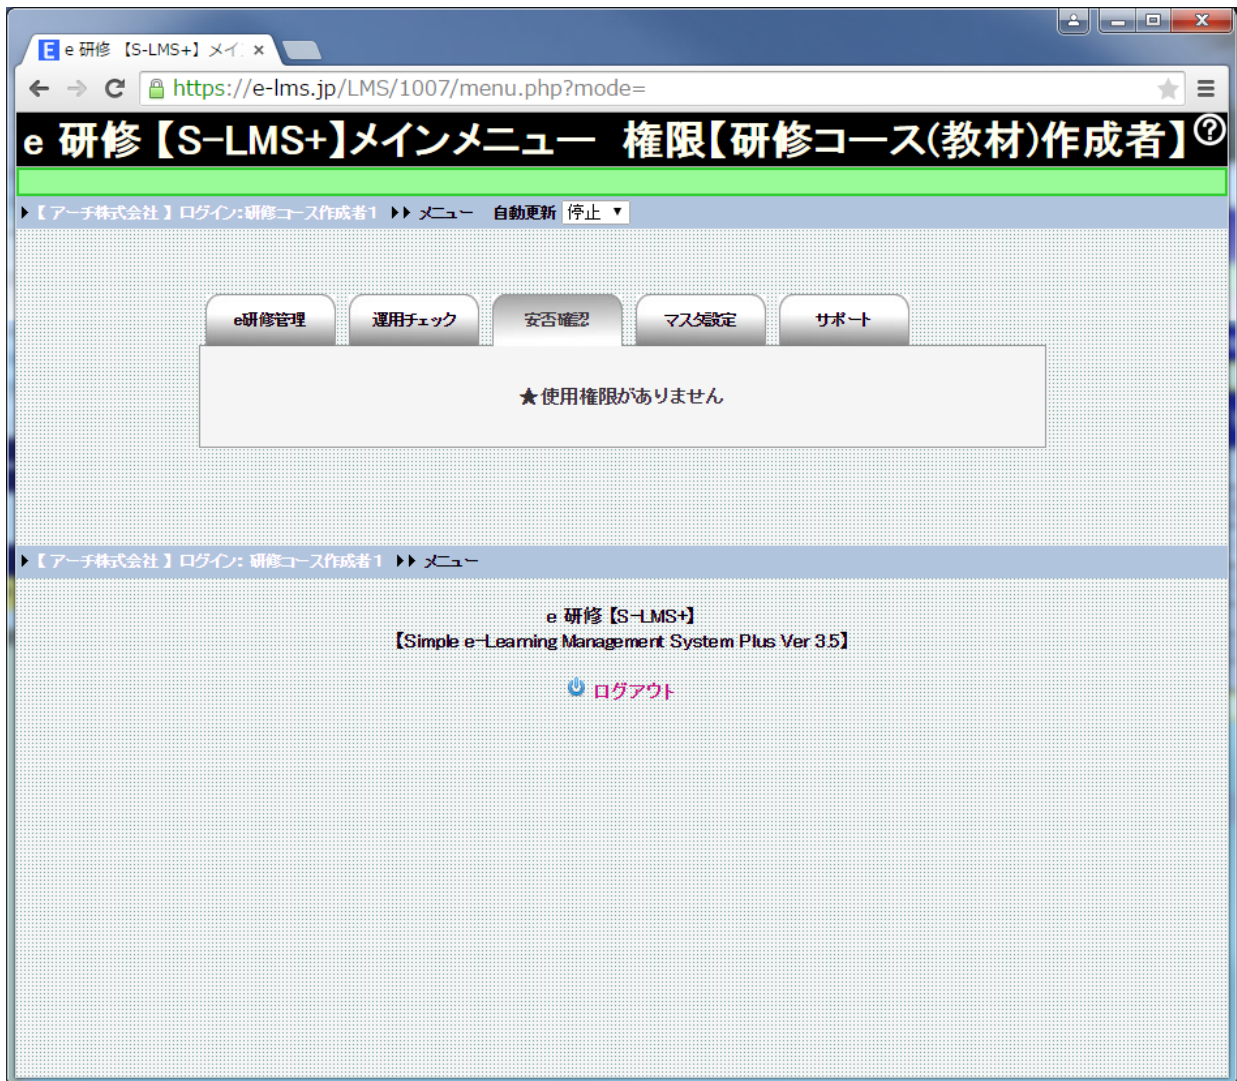 e 研修 【S-LMS+】メイ
https://e-lms.jp/LMS/1007/menu.php?mode=
e 研修 【S-LMS+】メインメニュー 権限【研修コース(教材)作成者】
【 アーチ株式会社 】ログイン:研修コース作成者1 メニュー 自動更新 停止
e研修管理 運用チェック 安否確認 マスタ設定 サポート
★使用権限がありません
【 アーチ株式会社 】ログイン: 研修コース作成者1 メニュー
e 研修 【S-LMS+】
【Simple e-Learning Management System Plus Ver 3.5】
ログアウト